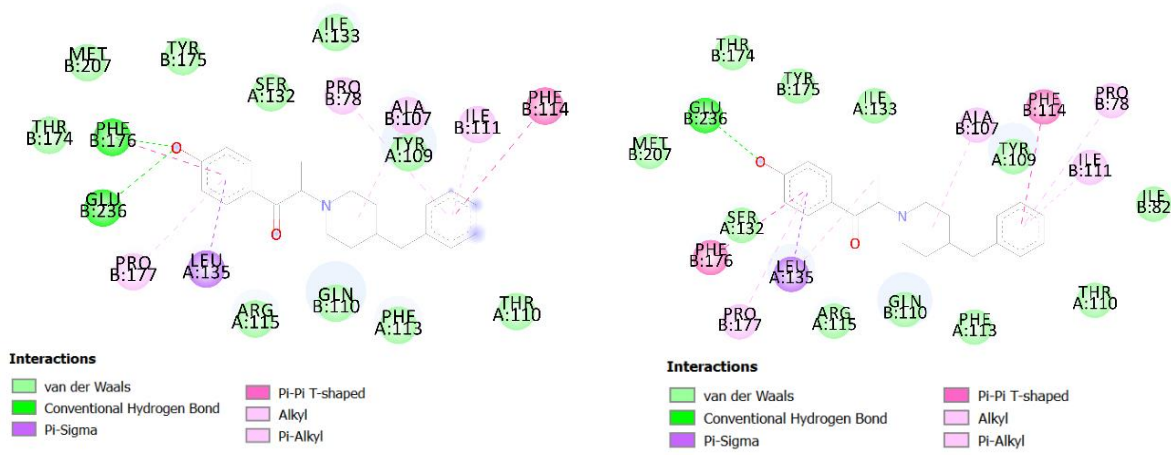 ILE
A:133
MET
B:207
TYR
B:175
SER
A:132
PRO
B:78
ALA
B:107
ILE
B:111
PHE
B:114
THR
B:174
PHE
B:176
TYR
A:109
O
GLU
B:236
N
O
PRO
B:177
LEU
A:135
ARG
A:115
GLN
B:110
PHE
A:113
THR
A:110
Interactions
van der Waals
Conventional Hydrogen Bond
Pi-Sigma
Pi-Pi T-shaped
Alkyl
Pi-Alkyl
THR
B:174
TYR
B:175
GLU
B:236
ILE
A:133
ALA
A:107
PHE
B:114
PRO
B:78
MET
B:207
O
TYR
A:109
ILE
B:111
ILE
B:82
SER
A:132
N
O
PHE
B:176
LEU
A:135
PRO
B:177
ARG
A:115
GLN
B:110
PHE
A:113
THR
A:110
Interactions
van der Waals
Conventional Hydrogen Bond
Pi-Sigma
Pi-Pi T-shaped
Alkyl
Pi-Alkyl